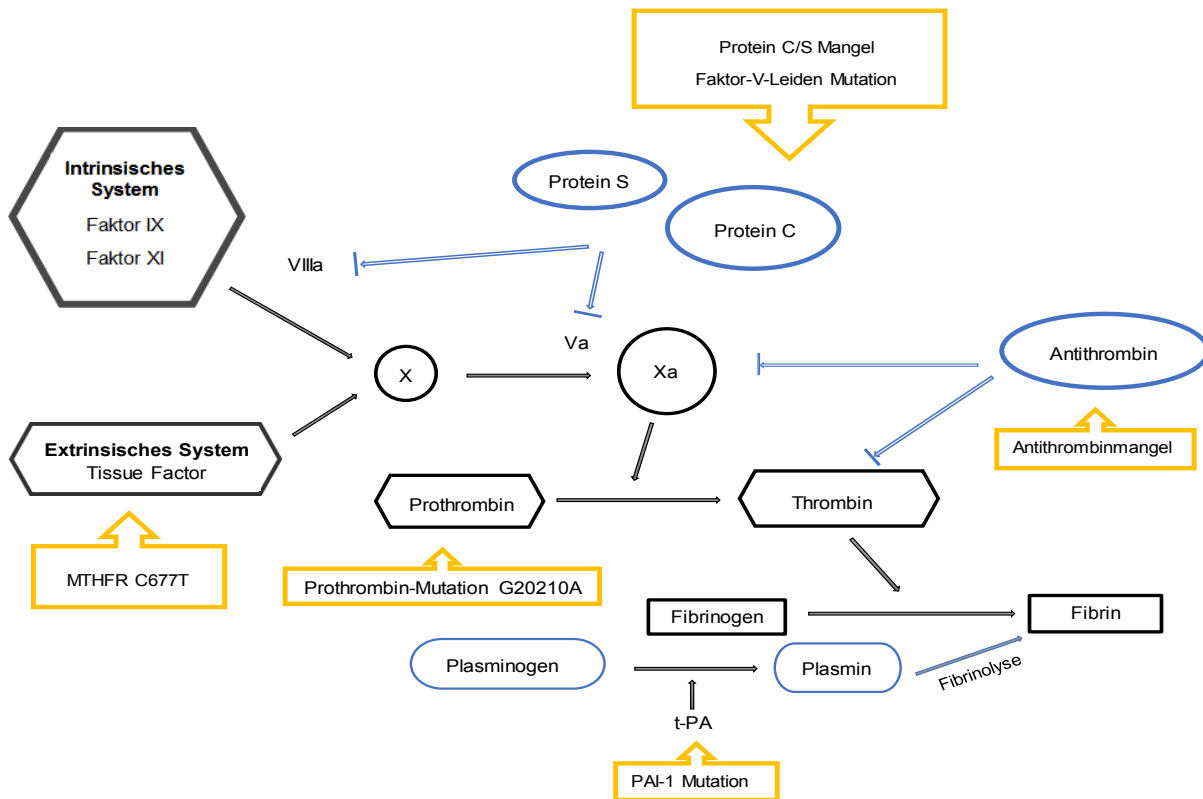 Protein C/S Mangel
Faktor-V-Leiden Mutation
Intrinsisches
System
Faktor IX
Faktor XI
Protein S
Protein C
VIIIa
Va
X
Xa
Antithrombin
Antithrombinmangel
Extrinsisches System
Tissue Factor
Prothrombin
Thrombin
MTHFR C677T
Prothrombin-Mutation G20210A
Fibrinogen
Fibrin
Plasminogen
Plasmin
Fibrinolyse
t-PA
PAI-1 Mutation